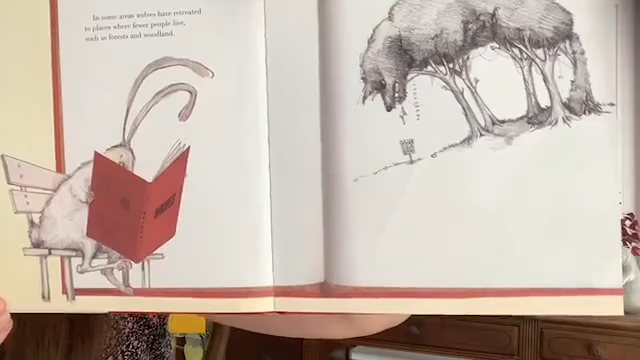 In some areas wolves have retreated
to places where fewer people live,
such as forests and woodland.
WOLVES